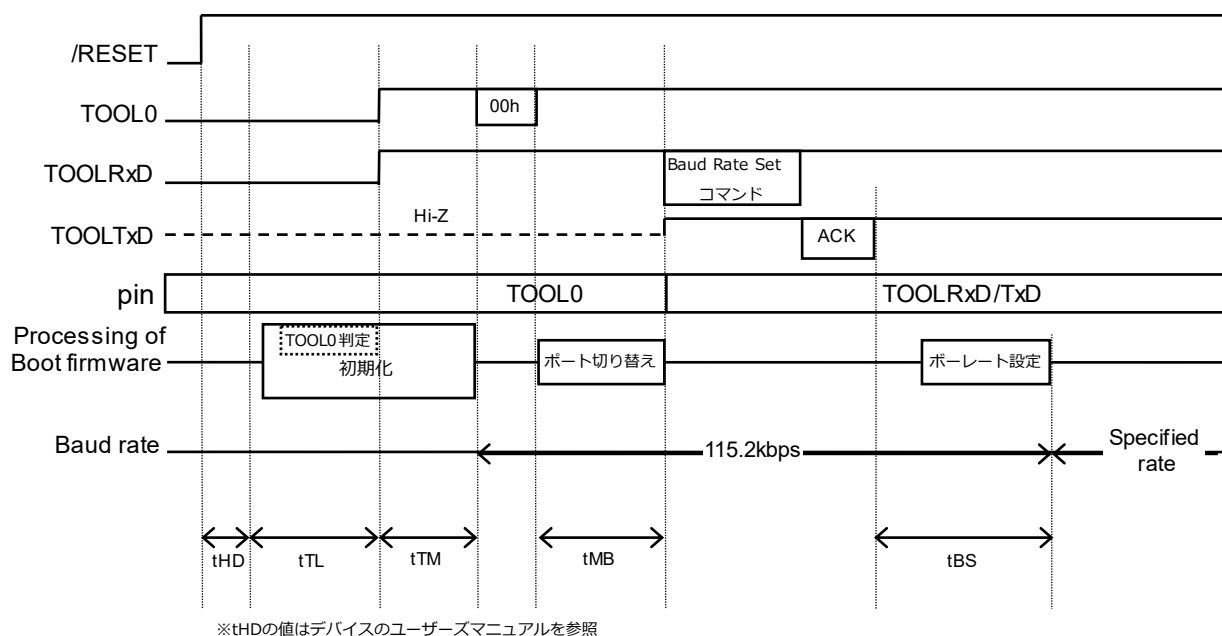 /RESET
TOOL0
00h
TOOLRxD
Baud Rate Set
コマンド
Hi-Z
TOOLTxD
ACK
pin
TOOL0
TOOLRxD/TxD
Processing of
Boot firmware
TOOL0判定
初期化
ポート切り替え
ボーレート設定
Baud rate
115.2kbps
Specified
rate
tHD
tTL
tTM
tMB
tBS
※tHDの値はデバイスのユーザーズマニュアルを参照